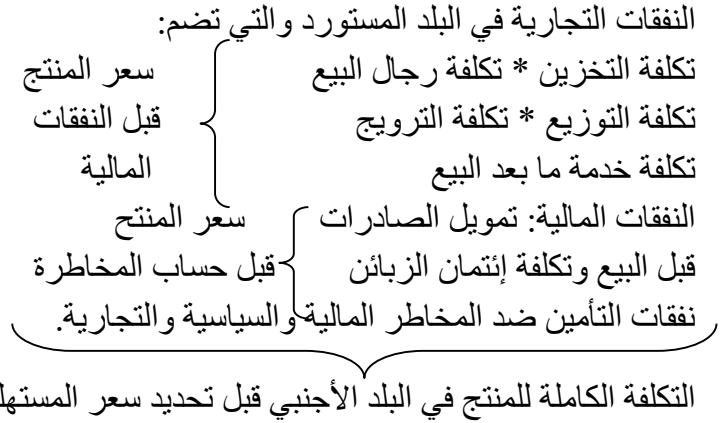 النفقات التجارية في البلد المستورد والتي تضم:
تكلفة التخزين * تكلفة رجال البيع سعر المنتج
تكلفة التوزيع * تكلفة الترويج قبل النفقات
تكلفة خدمة ما بعد البيع المالية
النفقات المالية: تمويل الصادرات سعر المنتح
قبل البيع وتكلفة إئتمان الزبائن قبل حساب المخاطرة
نفقات التأمين ضد المخاطر المالية والسياسية والتجارية.
التكلفة الكاملة للمنتج في البلد الأجنبي قبل تحديد سعر